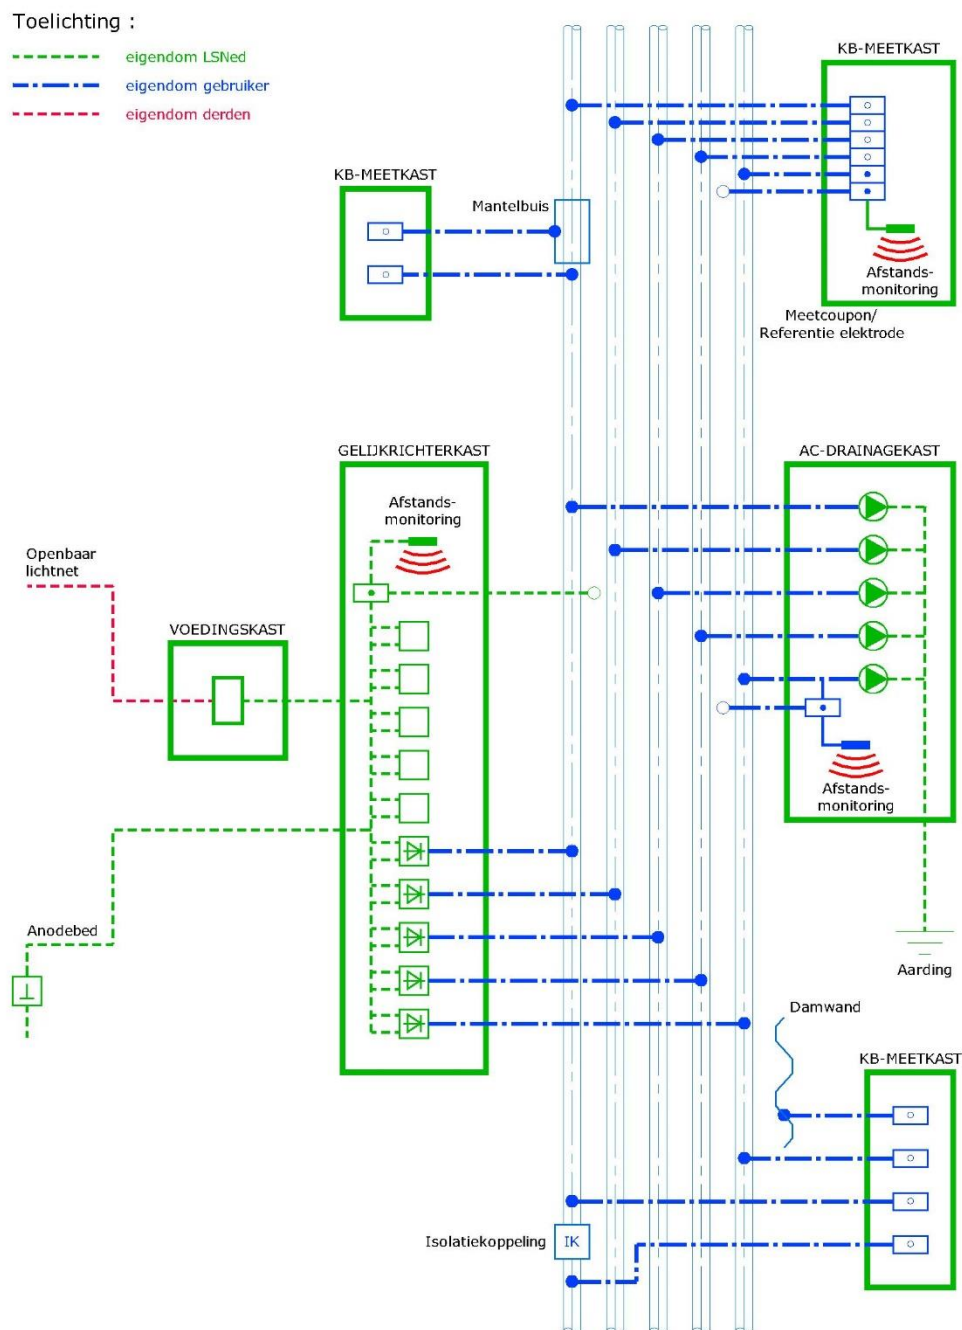 Toelichting :
eigendom LSNed
eigendom gebruiker
eigendom derden
KB-MEETKAST
Afstands-
monitoring
Meetcoupon/
Referentie elektrode
KB-MEETKAST
Mantelbuis
GELIJKRICHTERKAST
Afstands-
monitoring
AC-DRAINAGEKAST
Afstands-
monitoring
Openbaar
lichtnet
VOEDINGSKAST
Anodebed
Aarding
Damwand
KB-MEETKAST
Isolatiekoppeling
IK